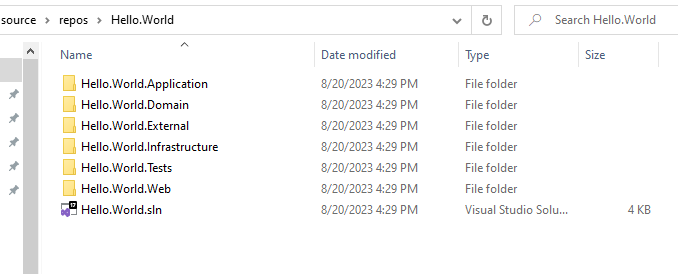 source > repos > Hello.World
Search Hello.World
Name Date modified Type Size
Hello.World.Application 8/20/2023 4:29 PM File folder
Hello.World.Domain 8/20/2023 4:29 PM File folder
Hello.World.External 8/20/2023 4:29 PM File folder
Hello.World.Infrastructure 8/20/2023 4:29 PM File folder
Hello.World.Tests 8/20/2023 4:29 PM File folder
Hello.World.Web 8/20/2023 4:29 PM File folder
Hello.World.sln 8/20/2023 4:29 PM Visual Studio Solu... 4 KB